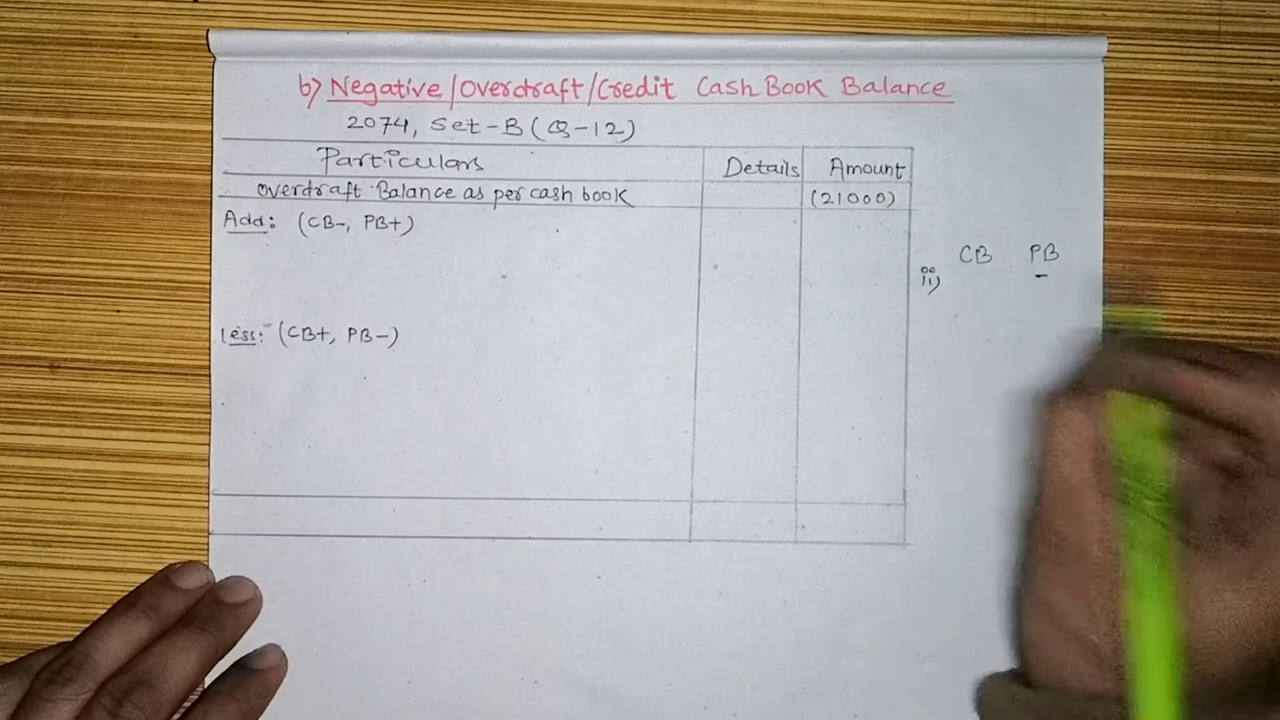 b) Negative/Overdraft/Credit Cash Book Balance
2074, Set-B (Q-12)
Particulars Details Amount
Overdraft Balance as per cash book (21000)
Add: (CB-, PB+)
CB PB
ii) -
Less: (CB+, PB-)